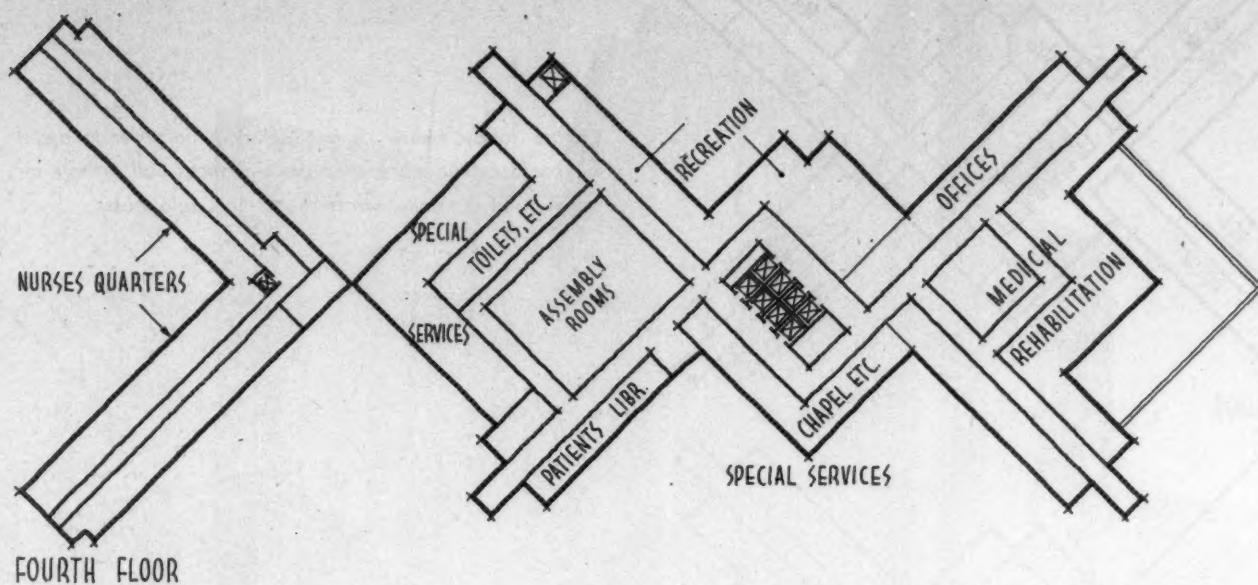 NURSES QUARTERS
SPECIAL
SERVICES
TOILETS, ETC.
ASSEMBLY
ROOMS
PATIENTS LIBR.
RECREATION
OFFICES
MEDICAL
REHABILITATION
CHAPEL ETC.
SPECIAL SERVICES
FOURTH FLOOR